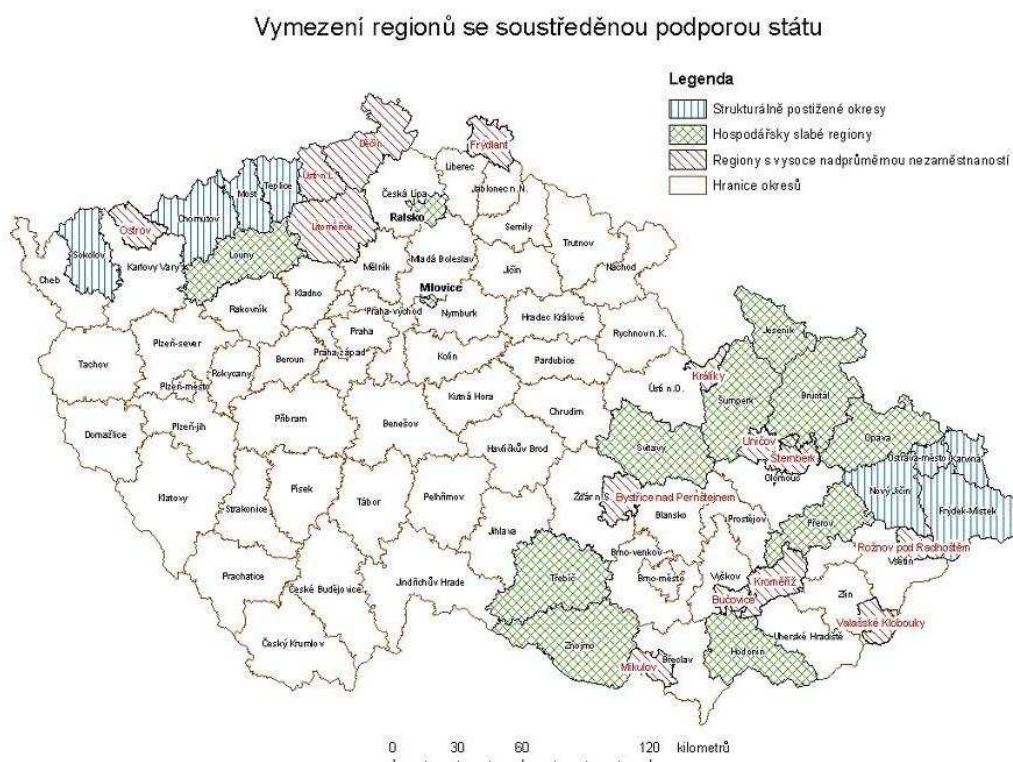 Vymezení regionů se soustředěnou podporou státu
Legenda
Strukturálně postižené okresy
Hospodářsky slabé regiony
Regiony s vysoce nadprůměrnou nezaměstnaností
Hranice okresů
Děčín
Frýdlant
Ústí n.L.
Liberec
Teplice
Most
Česká Lípa
Jablonec n. N.
Chomutov
Ralsko
Litoměřice
Ostrov
Semily
Trutnov
Sokolov
Louny
Karlovy Vary
Mladá Boleslav
Mělník
Jičín
Náchod
Cheb
Milovice
Kladno
Rakovník
Praha-východ
Nymburk
Hradec Králové
Praha
Rychnov n.K.
Jeseník
Plzeň-sever
Beroun
Praha-západ
Kolín
Pardubice
Tachov
Rokycany
Králíky
Plzeň-město
Ústí n.O.
Bruntál
Kutná Hora
Šumperk
Chrudim
Příbram
Benešov
Plzeň-jih
Domažlice
Opava
Uničov
Svitavy
Havlíčkův Brod
Šternberk
Ostrava-město
Karviná
Olomouc
Klatovy
Písek
Tábor
Pelhřimov
Žďár n.S.
Bystřice nad Pernštejnem
Nový Jičín
Strakonice
Blansko
Prostějov
Přerov
Frýdek-Místek
Jihlava
Rožnov pod Radhoštěm
Vsetín
Brno-venkov
Prachatice
České Budějovice
Jindřichův Hrade
Třebíč
Brno-město
Vyškov
Kroměříž
Zlín
Bučovice
Valašské Klobouky
Uherské Hradiště
Český Krumlov
Znojmo
Hodonín
Břeclav
Mikulov
0 30 60 120 kilometrů